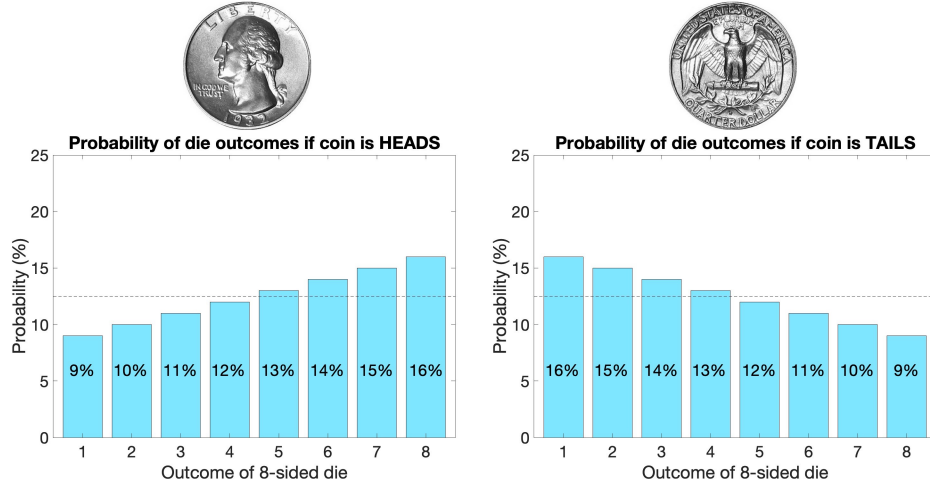 LIBERTY
IN GOD WE
TRUST
UNITED STATES OF AMERICA
QUARTER DOLLAR
Probability of die outcomes if coin is HEADS
25
20
15
10
5
0
Probability (%)
9% 10% 11% 12% 13% 14% 15% 16%
1 2 3 4 5 6 7 8
Outcome of 8-sided die
Probability of die outcomes if coin is TAILS
25
20
15
10
5
0
Probability (%)
16% 15% 14% 13% 12% 11% 10% 9%
1 2 3 4 5 6 7 8
Outcome of 8-sided die